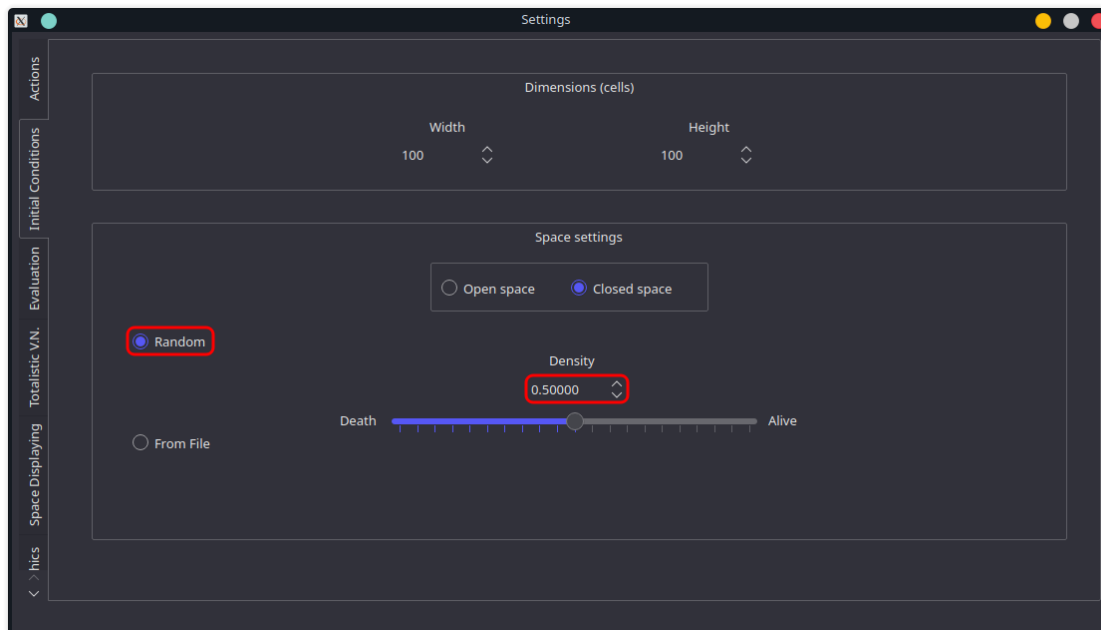 Settings
Actions
Initial Conditions
Evaluation
Totalistic V.N.
Space Displaying
hics
Dimensions (cells)
Width
Height
100
100
Space settings
Open space
Closed space
Random
Density
0.50000
Death
Alive
From File